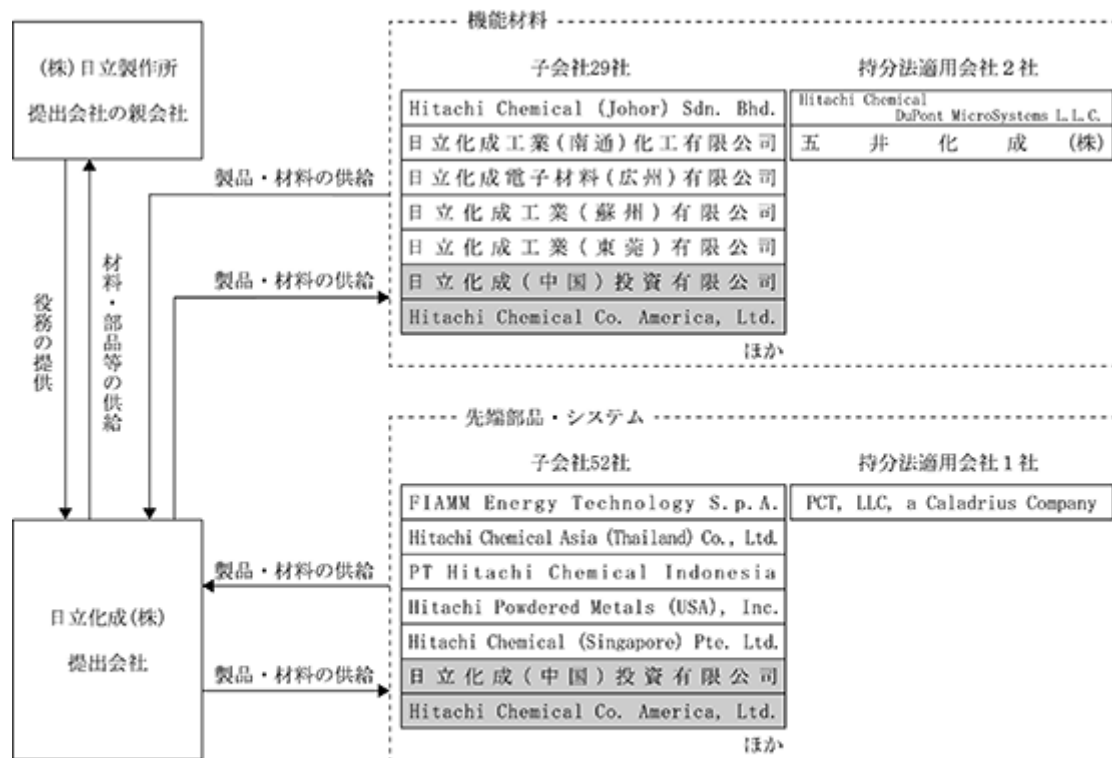 (株)日立製作所
提出会社の親会社
役務の提供
材料・部品等の供給
日立化成(株)
提出会社
製品・材料の供給
製品・材料の供給
機能材料
子会社29社
Hitachi Chemical (Johor) Sdn. Bhd.
日立化成工業(南通)化工有限公司
日立化成電子材料(広州)有限公司
日立化成工業(蘇州)有限公司
日立化成工業(東莞)有限公司
日立化成(中国)投資有限公司
Hitachi Chemical Co. America, Ltd.
ほか
持分法適用会社2社
Hitachi Chemical
DuPont MicroSystems L.L.C.
五井化成(株)
製品・材料の供給
製品・材料の供給
先端部品・システム
子会社52社
FIAMM Energy Technology S.p.A.
Hitachi Chemical Asia (Thailand) Co., Ltd.
PT Hitachi Chemical Indonesia
Hitachi Powdered Metals (USA), Inc.
Hitachi Chemical (Singapore) Pte. Ltd.
日立化成(中国)投資有限公司
Hitachi Chemical Co. America, Ltd.
ほか
持分法適用会社1社
PCT, LLC, a Caladrius Company